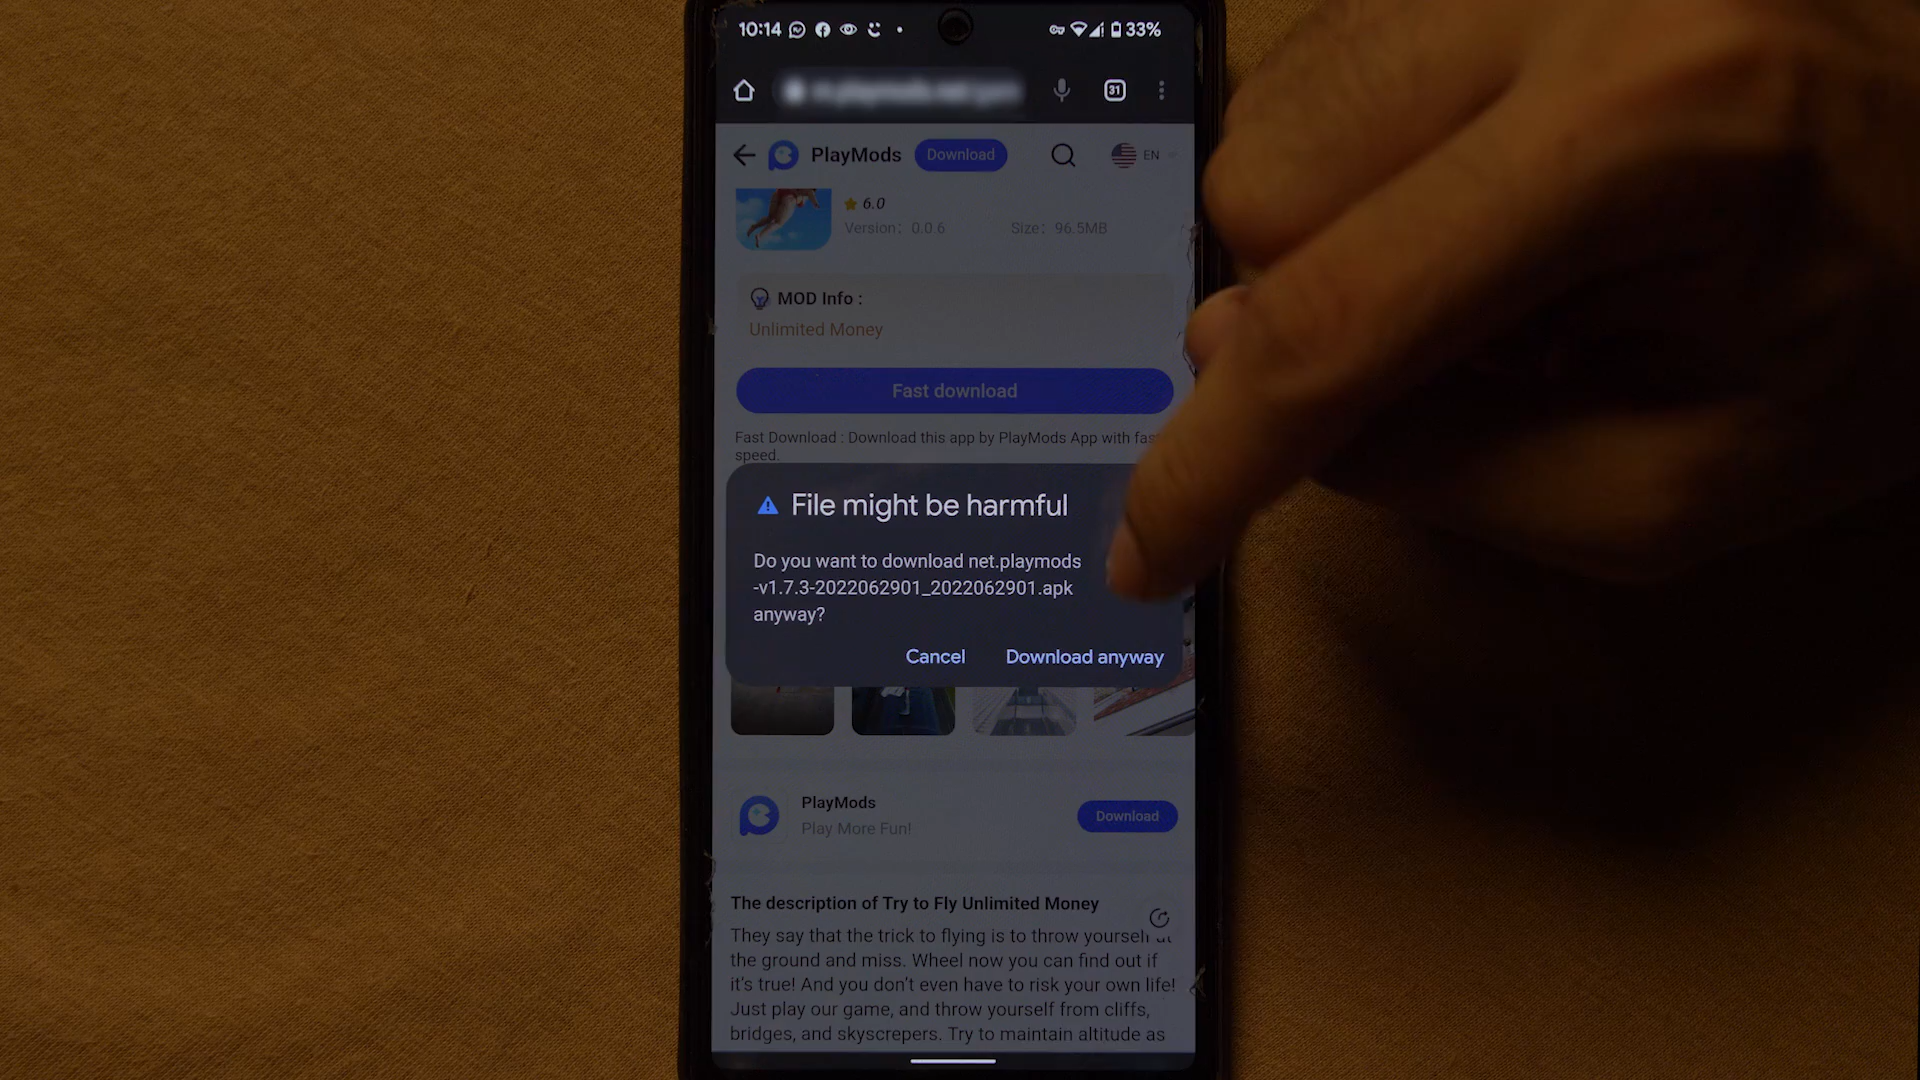 10:14
33%
31
PlayMods
Download
EN
6.0
Version: 0.0.6
Size: 96.5MB
MOD Info :
Unlimited Money
Fast download
Fast Download : Download this app by PlayMods App with fas
speed.
File might be harmful
Do you want to download net.playmods
-v1.7.3-2022062901_2022062901.apk
anyway?
Cancel
Download anyway
PlayMods
Play More Fun!
Download
The description of Try to Fly Unlimited Money
They say that the trick to flying is to throw yourself at
the ground and miss. Wheel now you can find out if
it's true! And you don't even have to risk your own life!
Just play our game, and throw yourself from cliffs,
bridges, and skyscrepers. Try to maintain altitude as